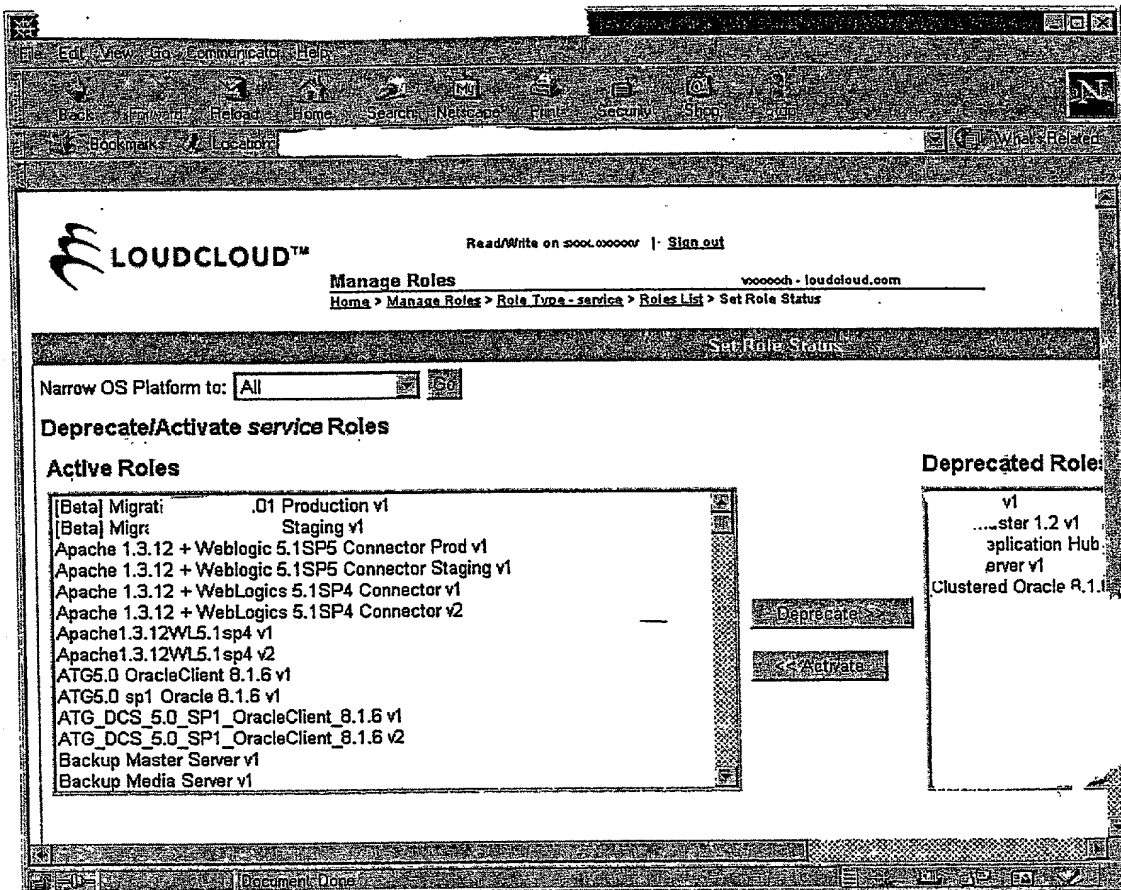 File Edit View Go Communicator Help
Back Forward Reload Home Search Netscape Print Security Shop Stop
Bookmarks Location What's Related
LOUDCLOUD™
Read/Write on | Sign out
Manage Roles - loudcloud.com
Home > Manage Roles > Role Type - service > Roles List > Set Role Status
Set Role Status
Narrow OS Platform to: All Go
Deprecate/Activate service Roles
Active Roles
[Beta] Migrati .01 Production v1
[Beta] Migra Staging v1
Apache 1.3.12 + Weblogic 5.1SP5 Connector Prod v1
Apache 1.3.12 + Weblogic 5.1SP5 Connector Staging v1
Apache 1.3.12 + WebLogics 5.1SP4 Connector v1
Apache 1.3.12 + WebLogics 5.1SP4 Connector v2
Apache1.3.12WL5.1sp4 v1
Apache1.3.12WL5.1sp4 v2
ATG5.0 OracleClient 8.1.6 v1
ATG5.0 sp1 Oracle 8.1.6 v1
ATG_DCS_5.0_SP1_OracleClient_8.1.6 v1
ATG_DCS_5.0_SP1_OracleClient_8.1.6 v2
Backup Master Server v1
Backup Media Server v1
Deprecate >>
<< Activate
Deprecated Roles
v1
ster 1.2 v1
plication Hub
erver v1
Clustered Oracle 8.1.
Document Done